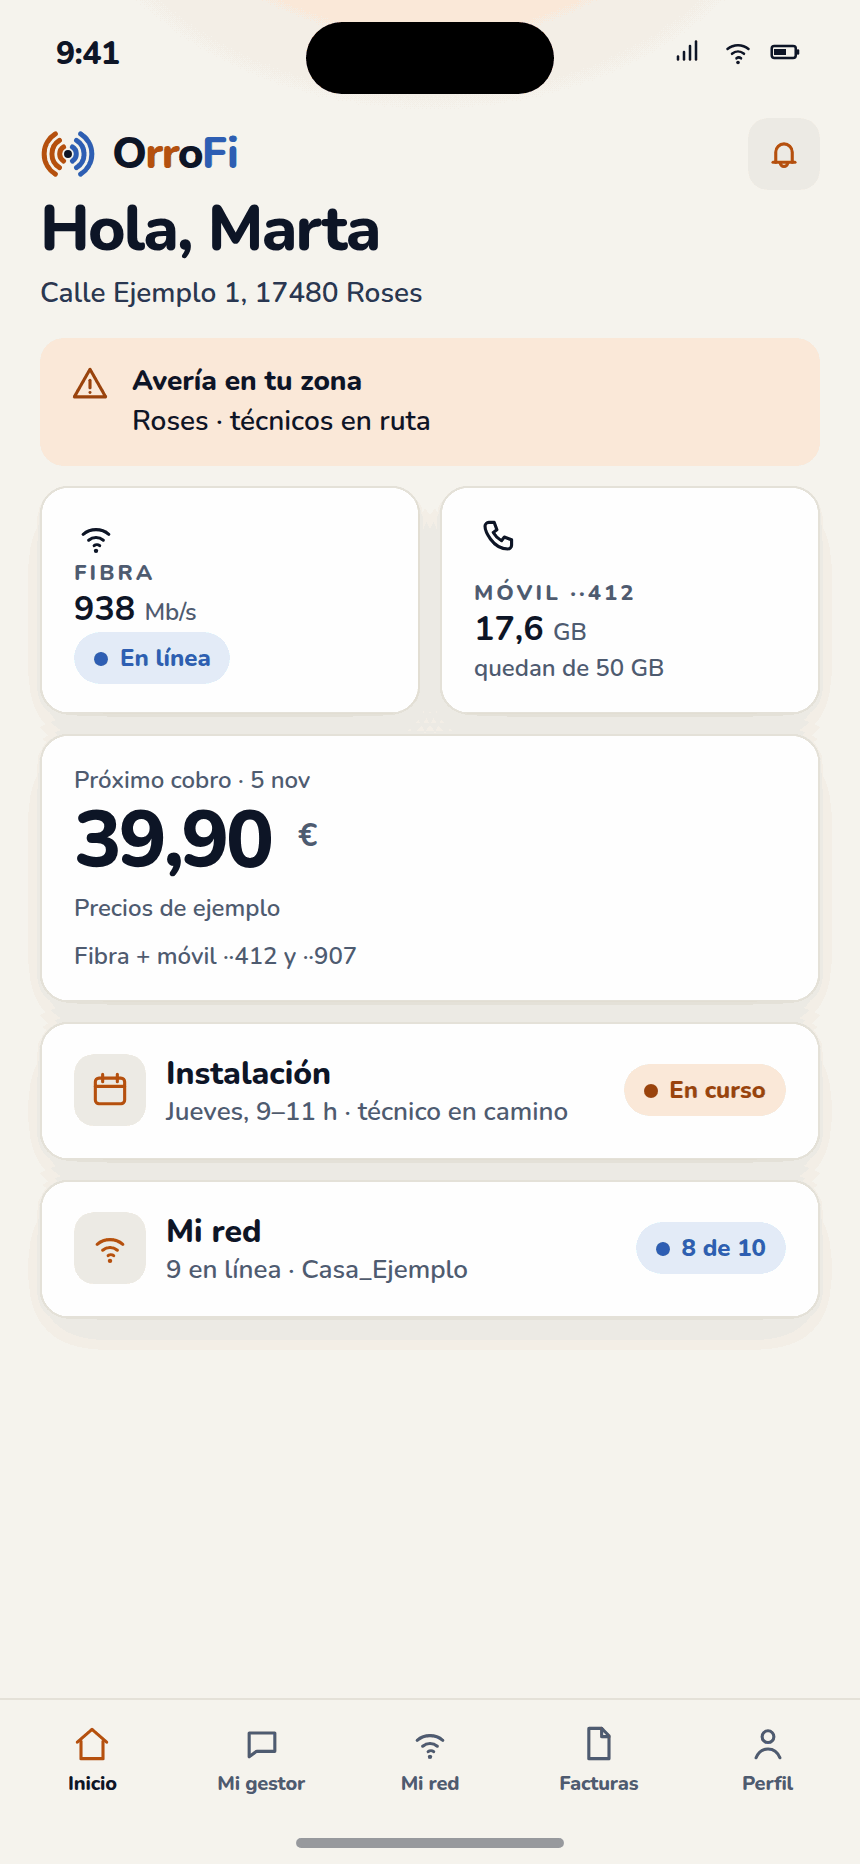 9:41
OrroFi
Hola, Marta
Calle Ejemplo 1, 17480 Roses
Avería en tu zona
Roses · técnicos en ruta
FIBRA
938 Mb/s
En línea
MÓVIL ··412
17,6 GB
quedan de 50 GB
Próximo cobro · 5 nov
39,90 €
Precios de ejemplo
Fibra + móvil ··412 y ··907
Instalación
Jueves, 9–11 h · técnico en camino
En curso
Mi red
9 en línea · Casa_Ejemplo
8 de 10
Inicio
Mi gestor
Mi red
Facturas
Perfil